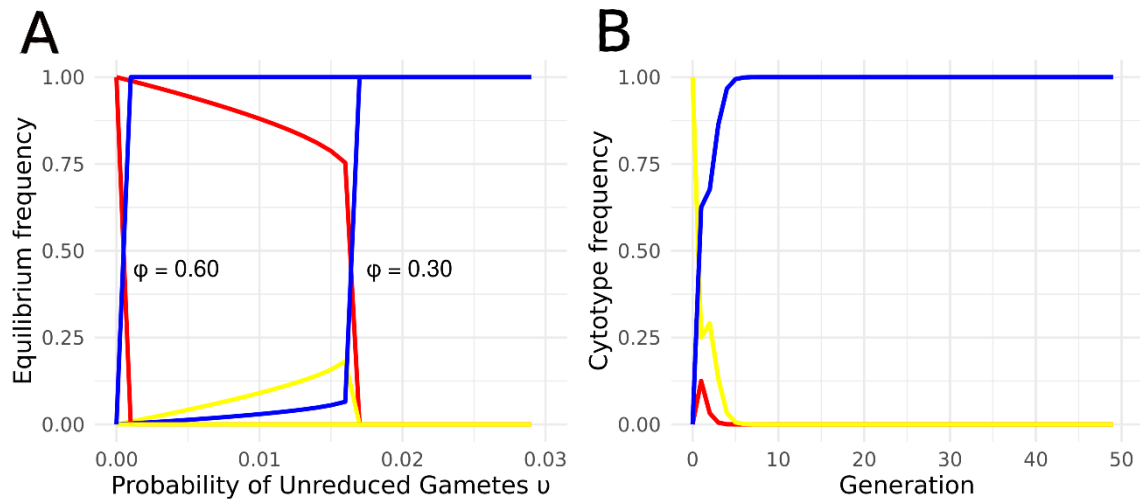 A
Equilibrium frequency
1.00
0.75
0.50
0.25
0.00
φ = 0.60
φ = 0.30
0.00
0.01
0.02
0.03
Probability of Unreduced Gametes υ
B
Cytotype frequency
1.00
0.75
0.50
0.25
0.00
0
10
20
30
40
50
Generation